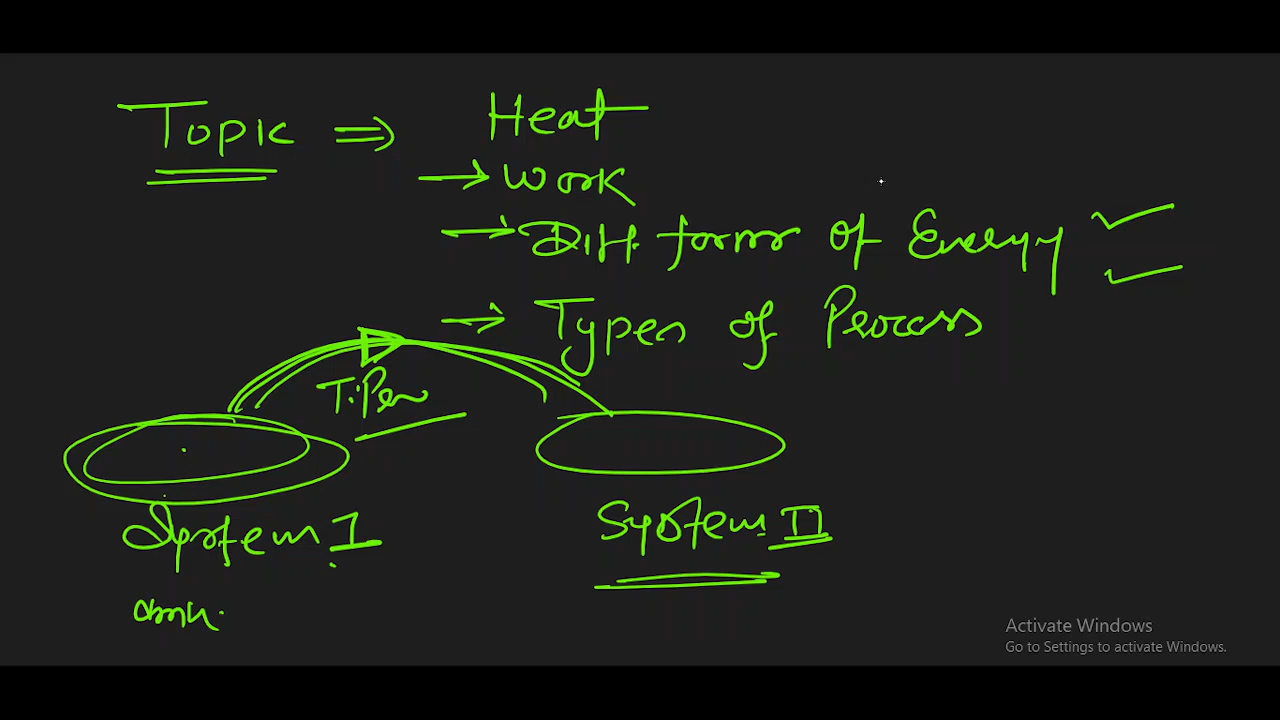 Topic ⇒ Heat
→ Work
→ Diff. forms of Energy ✓
→ Types of Process ✓
System I
System II
Activate Windows
Go to Settings to activate Windows.